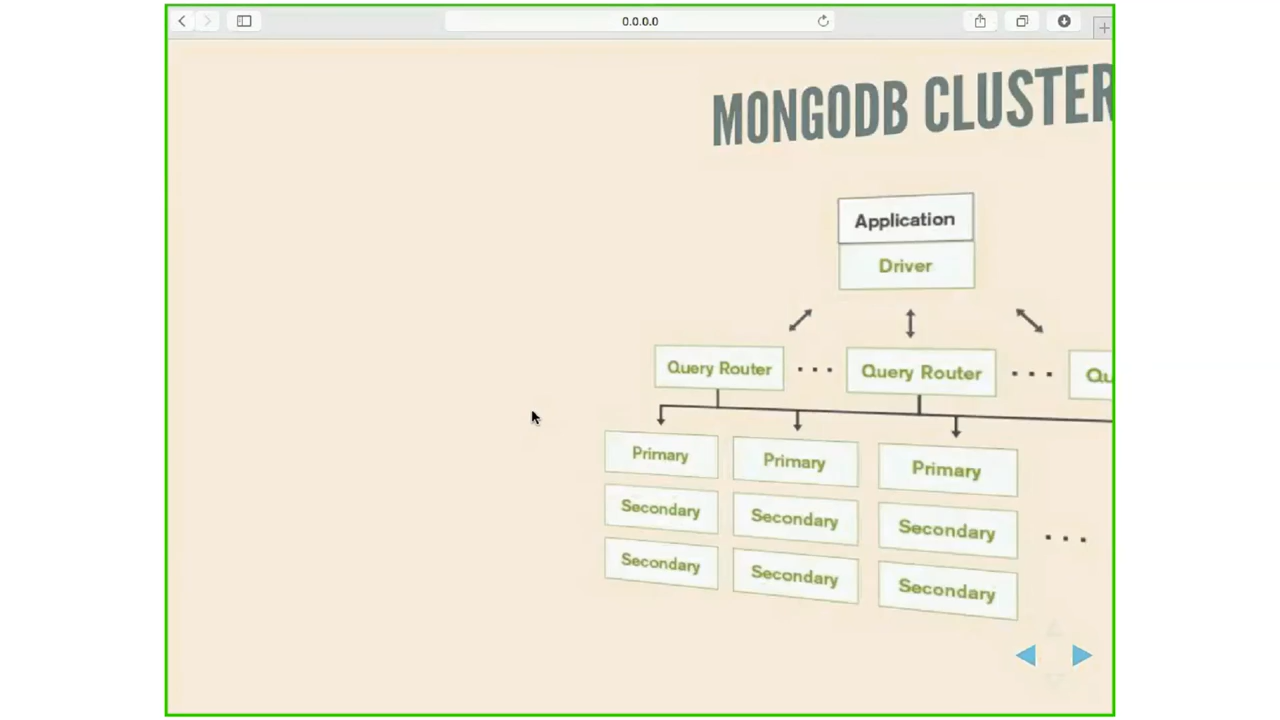 0.0.0.0
MONGODB CLUSTER
Application
Driver
Query Router ... Query Router ... Qu
Primary Primary Primary
Secondary Secondary Secondary ...
Secondary Secondary Secondary